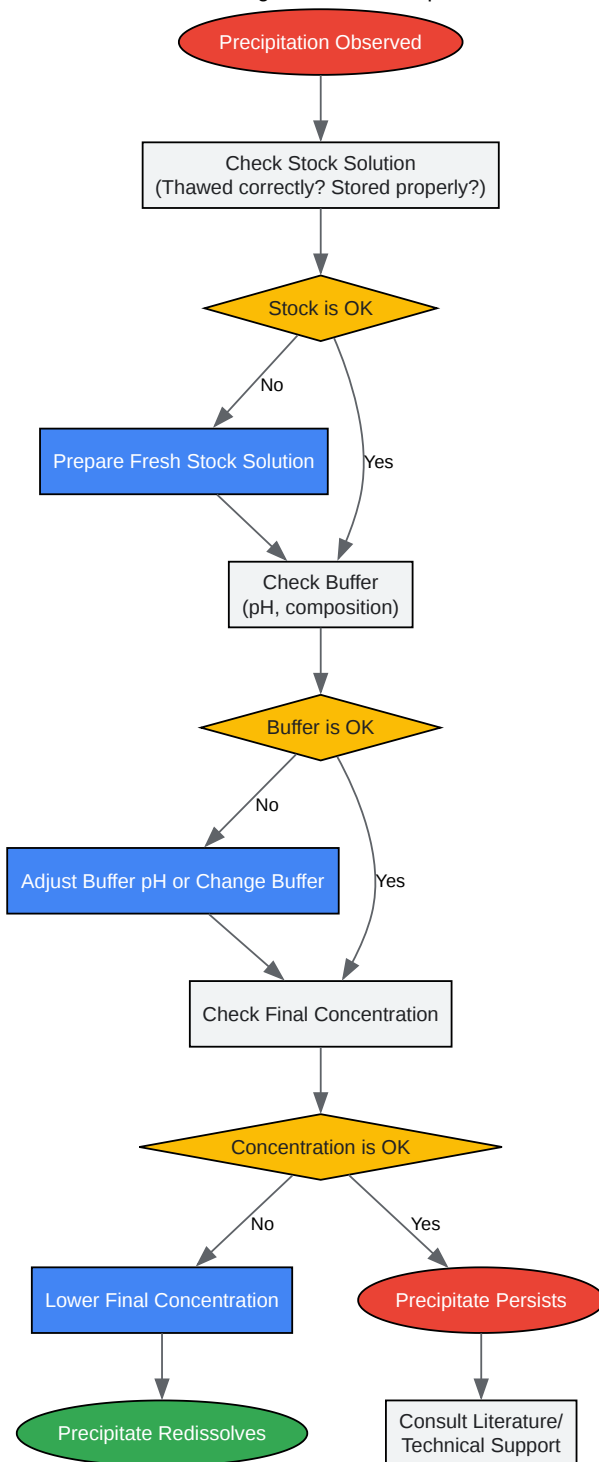 Precipitation Observed
Check Stock Solution
(Thawed correctly? Stored properly?)
Stock is OK
No
Prepare Fresh Stock Solution
Yes
Check Buffer
(pH, composition)
Buffer is OK
No
Adjust Buffer pH or Change Buffer
Yes
Check Final Concentration
Concentration is OK
No
Yes
Lower Final Concentration
Precipitate Persists
Precipitate Redissolves
Consult Literature/
Technical Support